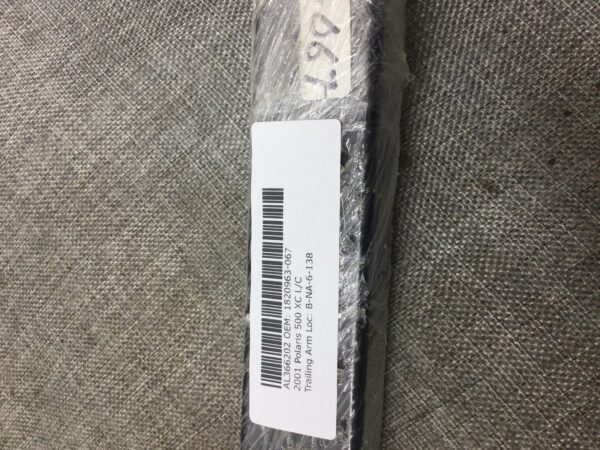 AL366202 OEM: 1820963-067
2001 Polaris 500 XC L/C
Trailing Arm Loc: B-NA-6-138